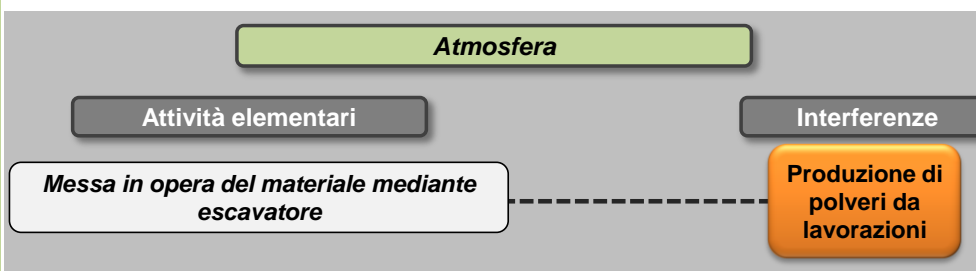 Atmosfera
Attività elementari
Interferenze
Messa in opera del materiale mediante
escavatore
Produzione di
polveri da
lavorazioni